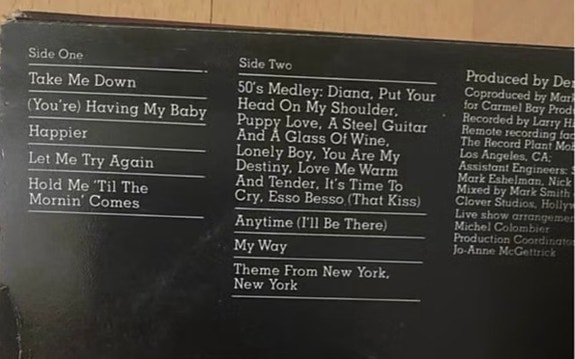 Side One
Take Me Down
(You're) Having My Baby
Happier
Let Me Try Again
Hold Me 'Til The
Mornin' Comes
Side Two
50's Medley: Diana, Put Your
Head On My Shoulder,
Puppy Love, A Steel Guitar
And A Glass Of Wine,
Lonely Boy, You Are My
Destiny, Love Me Warm
And Tender, It's Time To
Cry, Esso Besso (That Kiss)
Anytime (I'll Be There)
My Way
Theme From New York,
New York
Produced by
Coproduced by Mark
for Carmel Bay
Recorded by Larry
Remote recording
The Record Plant
Los Angeles, CA;
Assistant Engineers:
Mark Eshelman, Nick
Mixed by Mark Smith
Clover Studios,
Live show
Michel Colombier
Production
Jo-Anne McGettrick